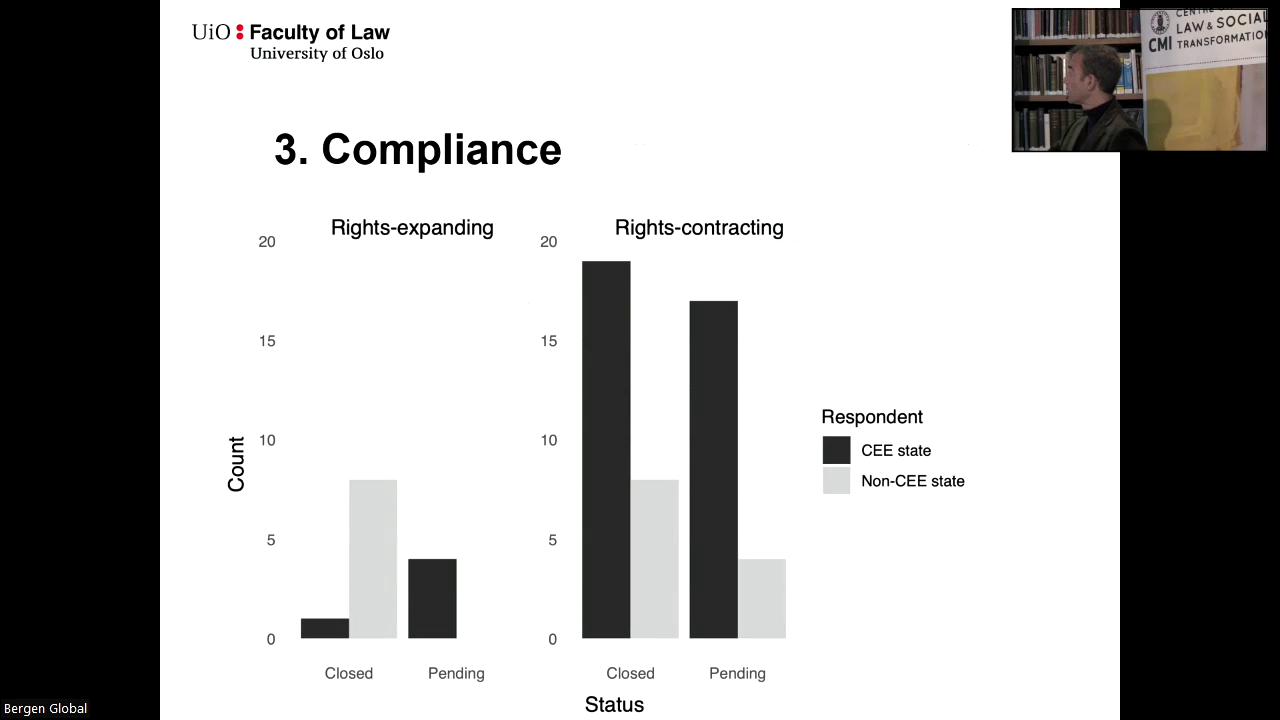 UiO Faculty of Law
University of Oslo
CENTRE O
LAW & SOCIAL
CMI TRANSFORMATION
3. Compliance
Rights-expanding
Rights-contracting
20
15
10
5
0
20
15
10
5
0
Count
Closed
Pending
Closed
Pending
Status
Respondent
CEE state
Non-CEE state
Bergen Global